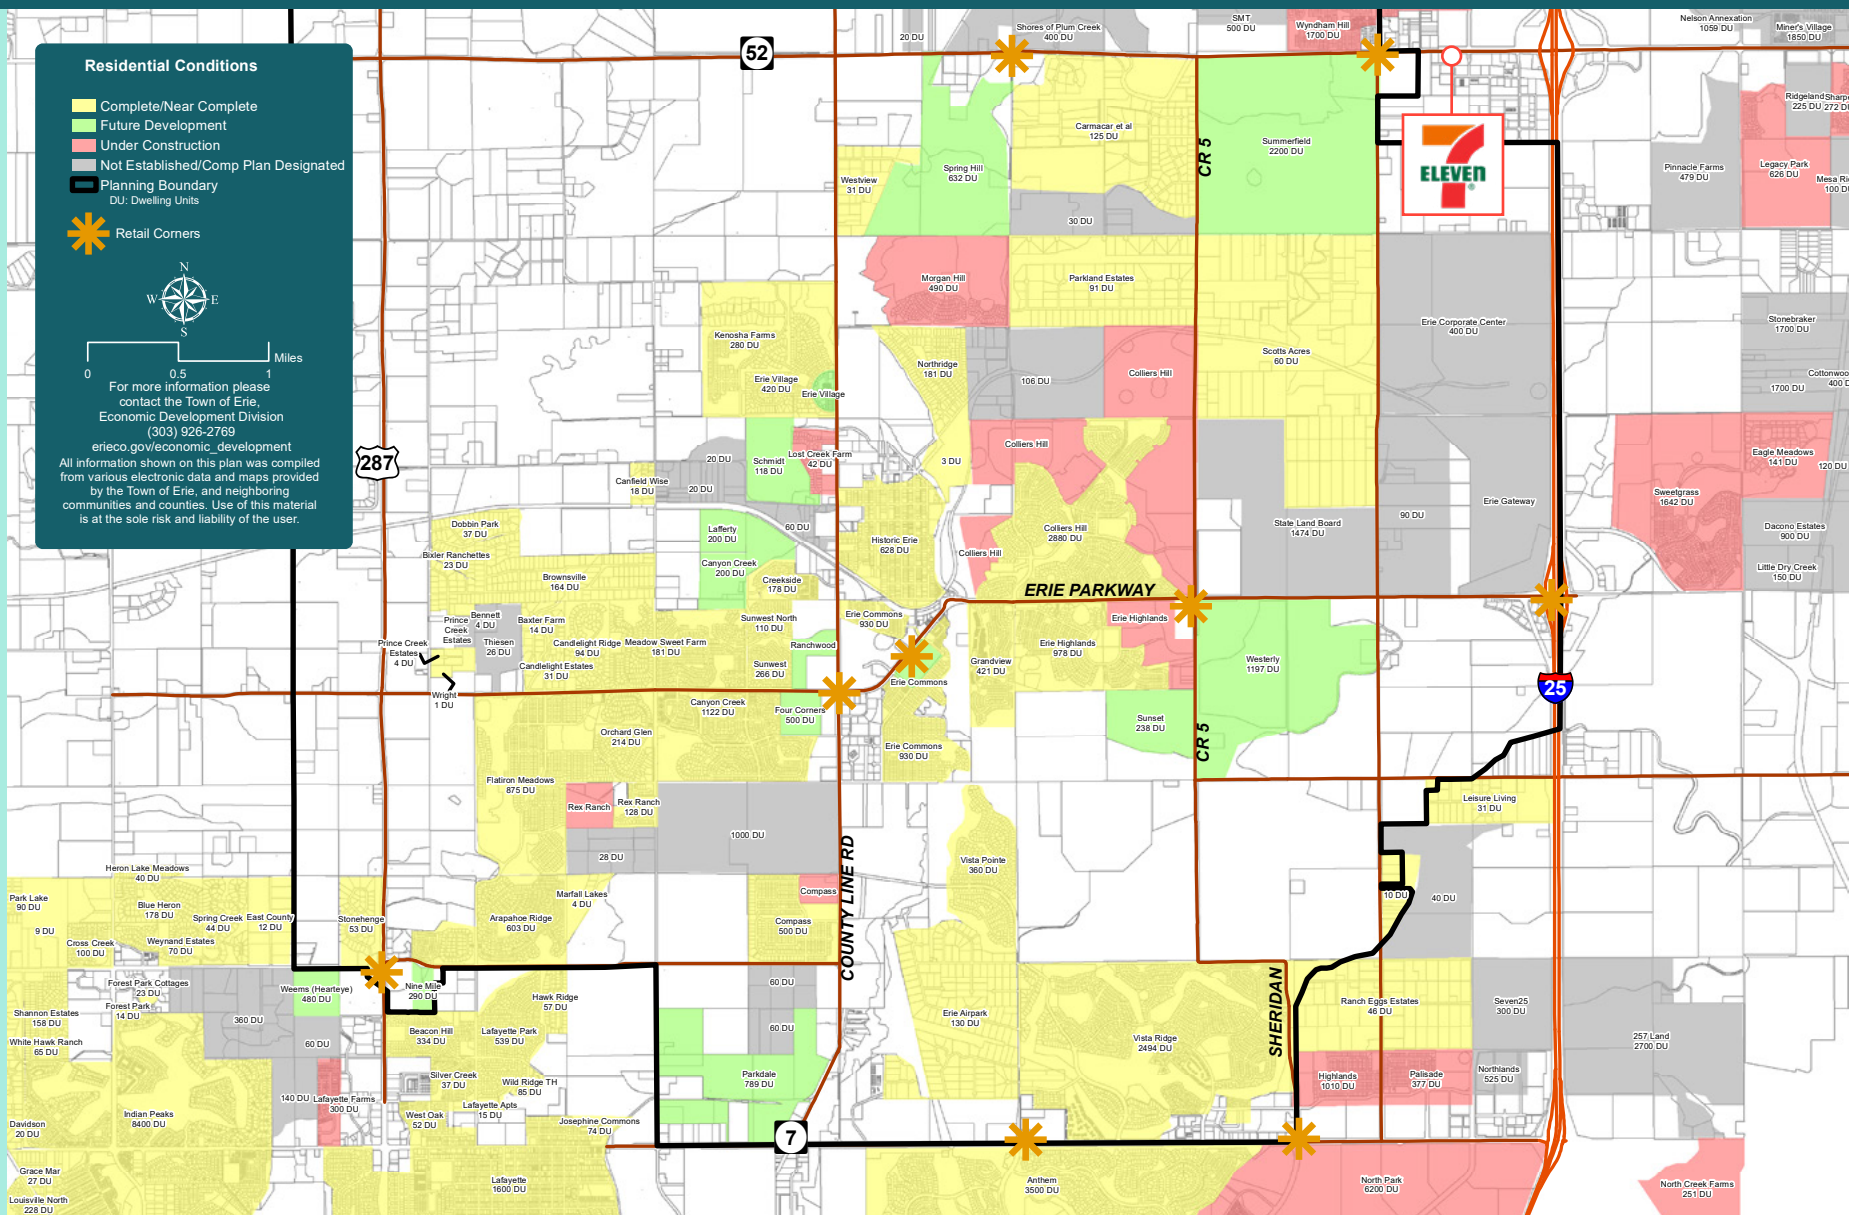 Residential Conditions
Complete/Near Complete
Future Development
Under Construction
Not Established/Comp Plan Designated
Planning Boundary
DU: Dwelling Units
Retail Corners
N
W
E
S
Miles
0
0.5
1
For more information please
contact the Town of Erie,
Economic Development Division
(303) 926-2769
erieco.gov/economic_development
All information shown on this plan was compiled
from various electronic data and maps provided
by the Town of Erie, and neighboring
communities and counties. Use of this material
is at the sole risk and liability of the user.
52
20 DU
Shores of Plum Creek
400 DU
SMT
500 DU
Wyndham Hill
1700 DU
Nelson Annexation
1059 DU
Miner's Village
1850 DU
Ridgeland
225 DU
272 DU
Carmacar et al
125 DU
CR 5
Summerfield
2200 DU
7
ELEVEN
®
Pinnacle Farms
479 DU
Legacy Park
626 DU
100 D
Westview
31 DU
Spring Hill
632 DU
30 DU
Morgan Hill
490 DU
Parkland Estates
91 DU
Erie Corporate Center
400 DU
Stonebraker
1700 DU
Kenosha Farms
280 DU
Erie Village
420 DU
Erie Village
Northridge
181 DU
106 DU
Colliers Hill
Scotts Acres
60 DU
1700 DU
Cottonwoo
400 D
287
20 DU
20 DU
Schmidt
118 DU
Lost Creek Farm
42 DU
3 DU
Colliers Hill
Canfield Wise
18 DU
Eagle Meadows
141 DU
120 DU
Sweetgrass
1642 DU
Erie Gateway
90 DU
State Land Board
1474 DU
Dacono Estates
900 DU
Little Dry Creek
150 DU
Dobbin Park
37 DU
Bixler Ranchettes
23 DU
Brownsville
164 DU
Lafferty
200 DU
60 DU
Canyon Creek
200 DU
Creekside
178 DU
Historic Erie
628 DU
Colliers Hill
2880 DU
Colliers Hill
ERIE PARKWAY
Bennett
4 DU
Prince
Creek
Estates
Thiesen
26 DU
Baxter Farm
14 DU
Candlelight Ridge
94 DU
Candlelight Estates
31 DU
Meadow Sweet Farm
181 DU
Sunwest North
110 DU
Sunwest
266 DU
Ranchwood
Erie Commons
930 DU
Erie Commons
Grandview
421 DU
Erie Highlands
978 DU
Erie Highlands
Westerly
1197 DU
25
Prince Creek
Estates
4 DU
Wright
1 DU
Canyon Creek
1122 DU
Four Corners
500 DU
Orchard Glen
214 DU
Erie Commons
930 DU
Sunset
238 DU
CR 5
Flatiron Meadows
875 DU
Rex Ranch
Rex Ranch
128 DU
28 DU
1000 DU
COUNTY LINE RD
Vista Pointe
360 DU
Leisure Living
31 DU
10 DU
40 DU
Heron Lake Meadows
40 DU
Park Lake
90 DU
9 DU
Blue Heron
178 DU
Spring Creek
44 DU
East County
12 DU
Stonehenge
53 DU
Cross Creek
100 DU
Weynand Estates
70 DU
Marfall Lakes
4 DU
Arapahoe Ridge
603 DU
Compass
Compass
500 DU
Forest Park Cottages
23 DU
Forest Park
14 DU
Shannon Estates
158 DU
White Hawk Ranch
65 DU
360 DU
Weems (Hearteye)
480 DU
60 DU
Nine Mile
290 DU
Hawk Ridge
57 DU
Beacon Hill
334 DU
Lafayette Park
539 DU
60 DU
60 DU
Erie Airpark
130 DU
Vista Ridge
2494 DU
SHERIDAN
Ranch Eggs Estates
46 DU
Seven25
300 DU
257 Land
2700 DU
Silver Creek
37 DU
Wild Ridge TH
85 DU
Parkdale
789 DU
Highlands
1010 DU
Palisade
377 DU
Northlands
525 DU
140 DU
Lafayette Farms
300 DU
Lafayette Apts
15 DU
West Oak
52 DU
Josephine Commons
74 DU
Indian Peaks
8400 DU
Davidson
20 DU
7
Grace Mar
27 DU
Louisville North
228 DU
Lafayette
1600 DU
Anthem
3500 DU
North Park
6200 DU
North Creek Farms
251 DU